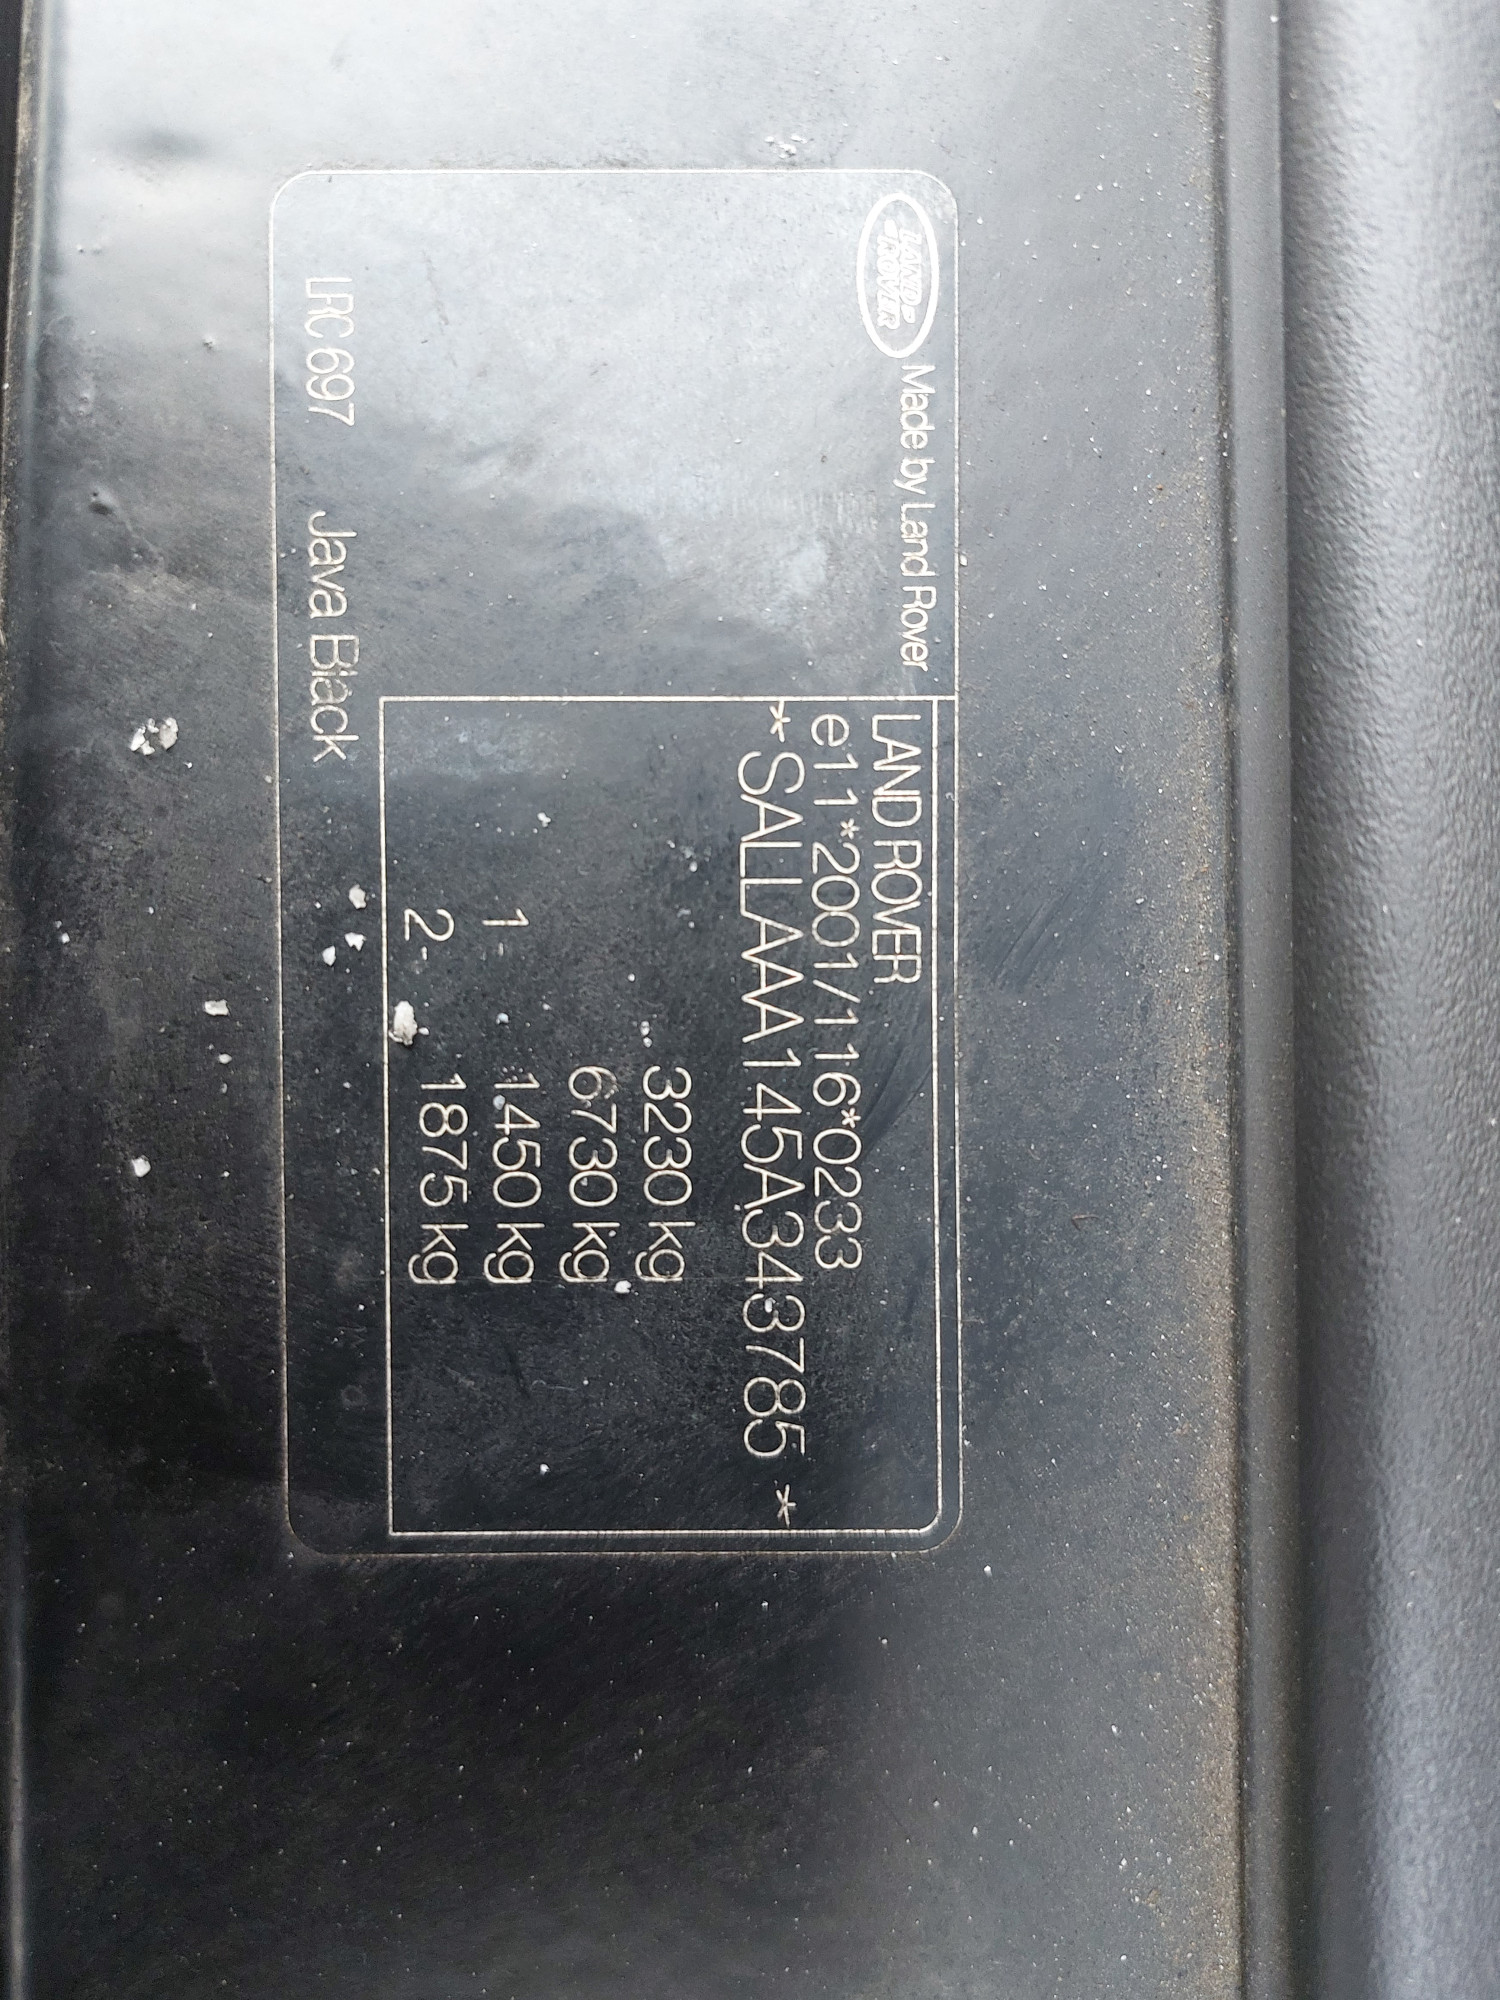 LAND ROVER
Made by Land Rover
LAND ROVER
e11*2001/116*0233
*SALLAAA145A343785 *
3230 kg
6730 kg
1- 1450 kg
2- 1875 kg
LRC 697 Java Black